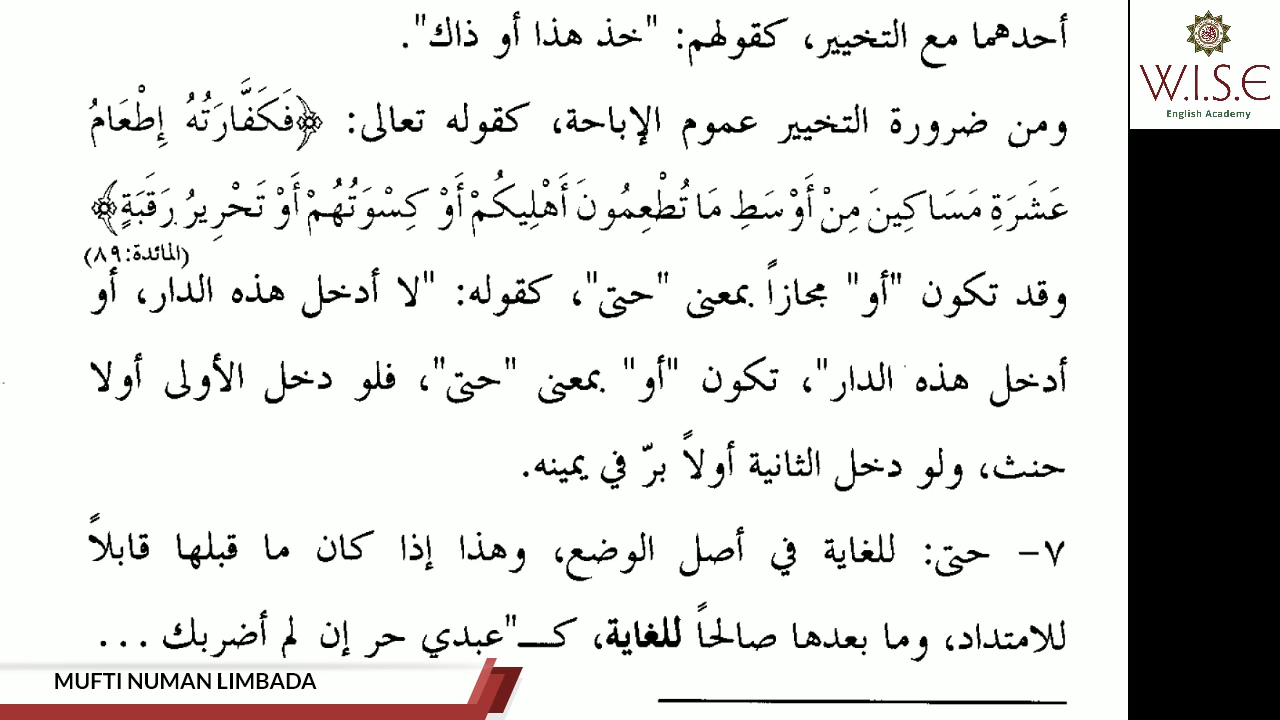 أحدهما مع التخيير، كقولهم: "خذ هذا أو ذاك".
ومن ضرورة التخيير عموم الإباحة، كقوله تعالى: ﴿فَكَفَّارَتُهُ إِطْعَامُ
عَشَرَةِ مَسَاكِينَ مِنْ أَوْسَطِ مَا تُطْعِمُونَ أَهْلِيكُمْ أَوْ كِسْوَتُهُمْ أَوْ تَحْرِيرُ رَقَبَةٍ﴾
(المائدة:٨٩)
وقد تكون "أو" مجازاً بمعنى "حتى"، كقوله: "لا أدخل هذه الدار، أو
أدخل هذه الدار"، تكون "أو" بمعنى "حتى"، فلو دخل الأولى أولا
حنث، ولو دخل الثانية أولاً برّ في يمينه.
٧- حتى: للغاية في أصل الوضع، وهذا إذا كان ما قبلها قابلاً
للامتداد، وما بعدها صالحاً للغاية، كـ"عبدي حر إن لم أضربك ...
W.I.S.E
English Academy
MUFTI NUMAN LIMBADA